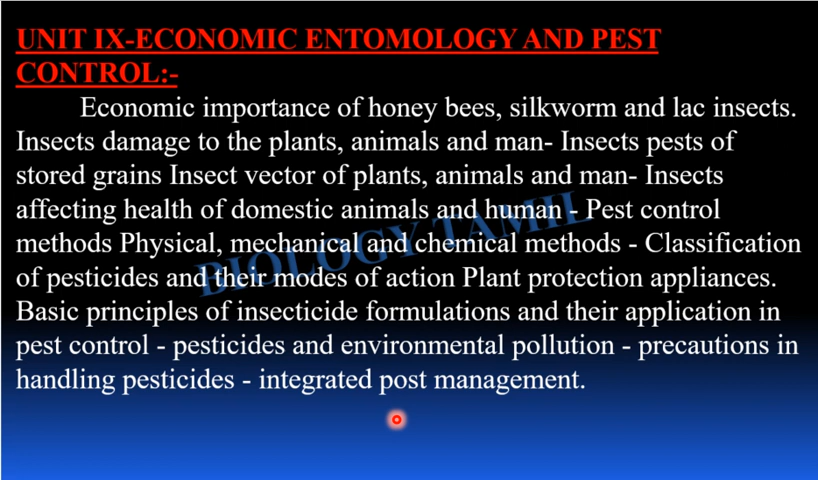 UNIT IX-ECONOMIC ENTOMOLOGY AND PEST
CONTROL:-
Economic importance of honey bees, silkworm and lac insects.
Insects damage to the plants, animals and man- Insects pests of
stored grains Insect vector of plants, animals and man- Insects
affecting health of domestic animals and human - Pest control
methods Physical, mechanical and chemical methods - Classification
of pesticides and their modes of action Plant protection appliances.
Basic principles of insecticide formulations and their application in
pest control - pesticides and environmental pollution - precautions in
handling pesticides - integrated post management.
BIOLOGY TAMIL